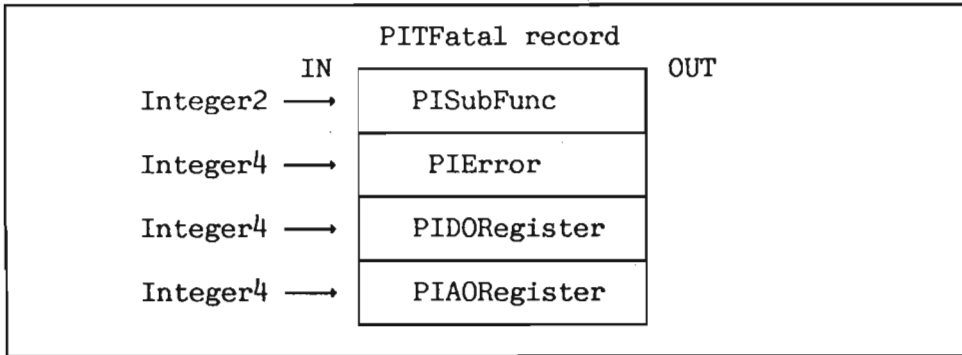 PITFatal record
IN OUT
Integer2 → PISubFunc
Integer4 → PIError
Integer4 → PIDORegister
Integer4 → PIAORegister